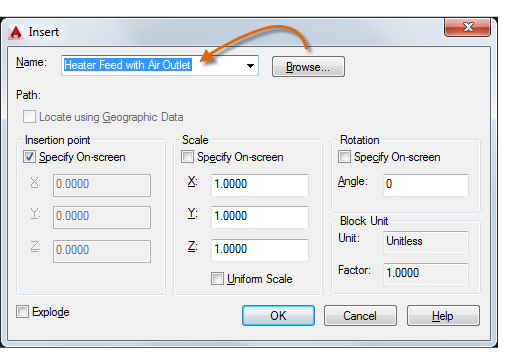 Insert
Name: Heater Feed with Air Outlet Browse...
Path:
Locate using Geographic Data
Insertion point
Specify On-screen
X: 0.0000
Y: 0.0000
Z: 0.0000
Scale
Specify On-screen
X: 1.0000
Y: 1.0000
Z: 1.0000
Uniform Scale
Rotation
Specify On-screen
Angle: 0
Block Unit
Unit: Unitless
Factor: 1.0000
Explode
OK Cancel Help